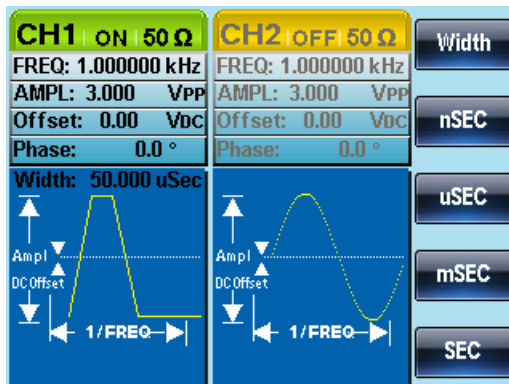 CH1 ON 50 Ω
FREQ: 1.000000 kHz
AMPL: 3.000 VPP
Offset: 0.00 VDC
Phase: 0.0 °
Width: 50.000 uSec
Ampl
DC Offset
1/FREQ
CH2 OFF 50 Ω
FREQ: 1.000000 kHz
AMPL: 3.000 VPP
Offset: 0.00 VDC
Phase: 0.0 °
Ampl
DC Offset
1/FREQ
Width
nSEC
uSEC
mSEC
SEC